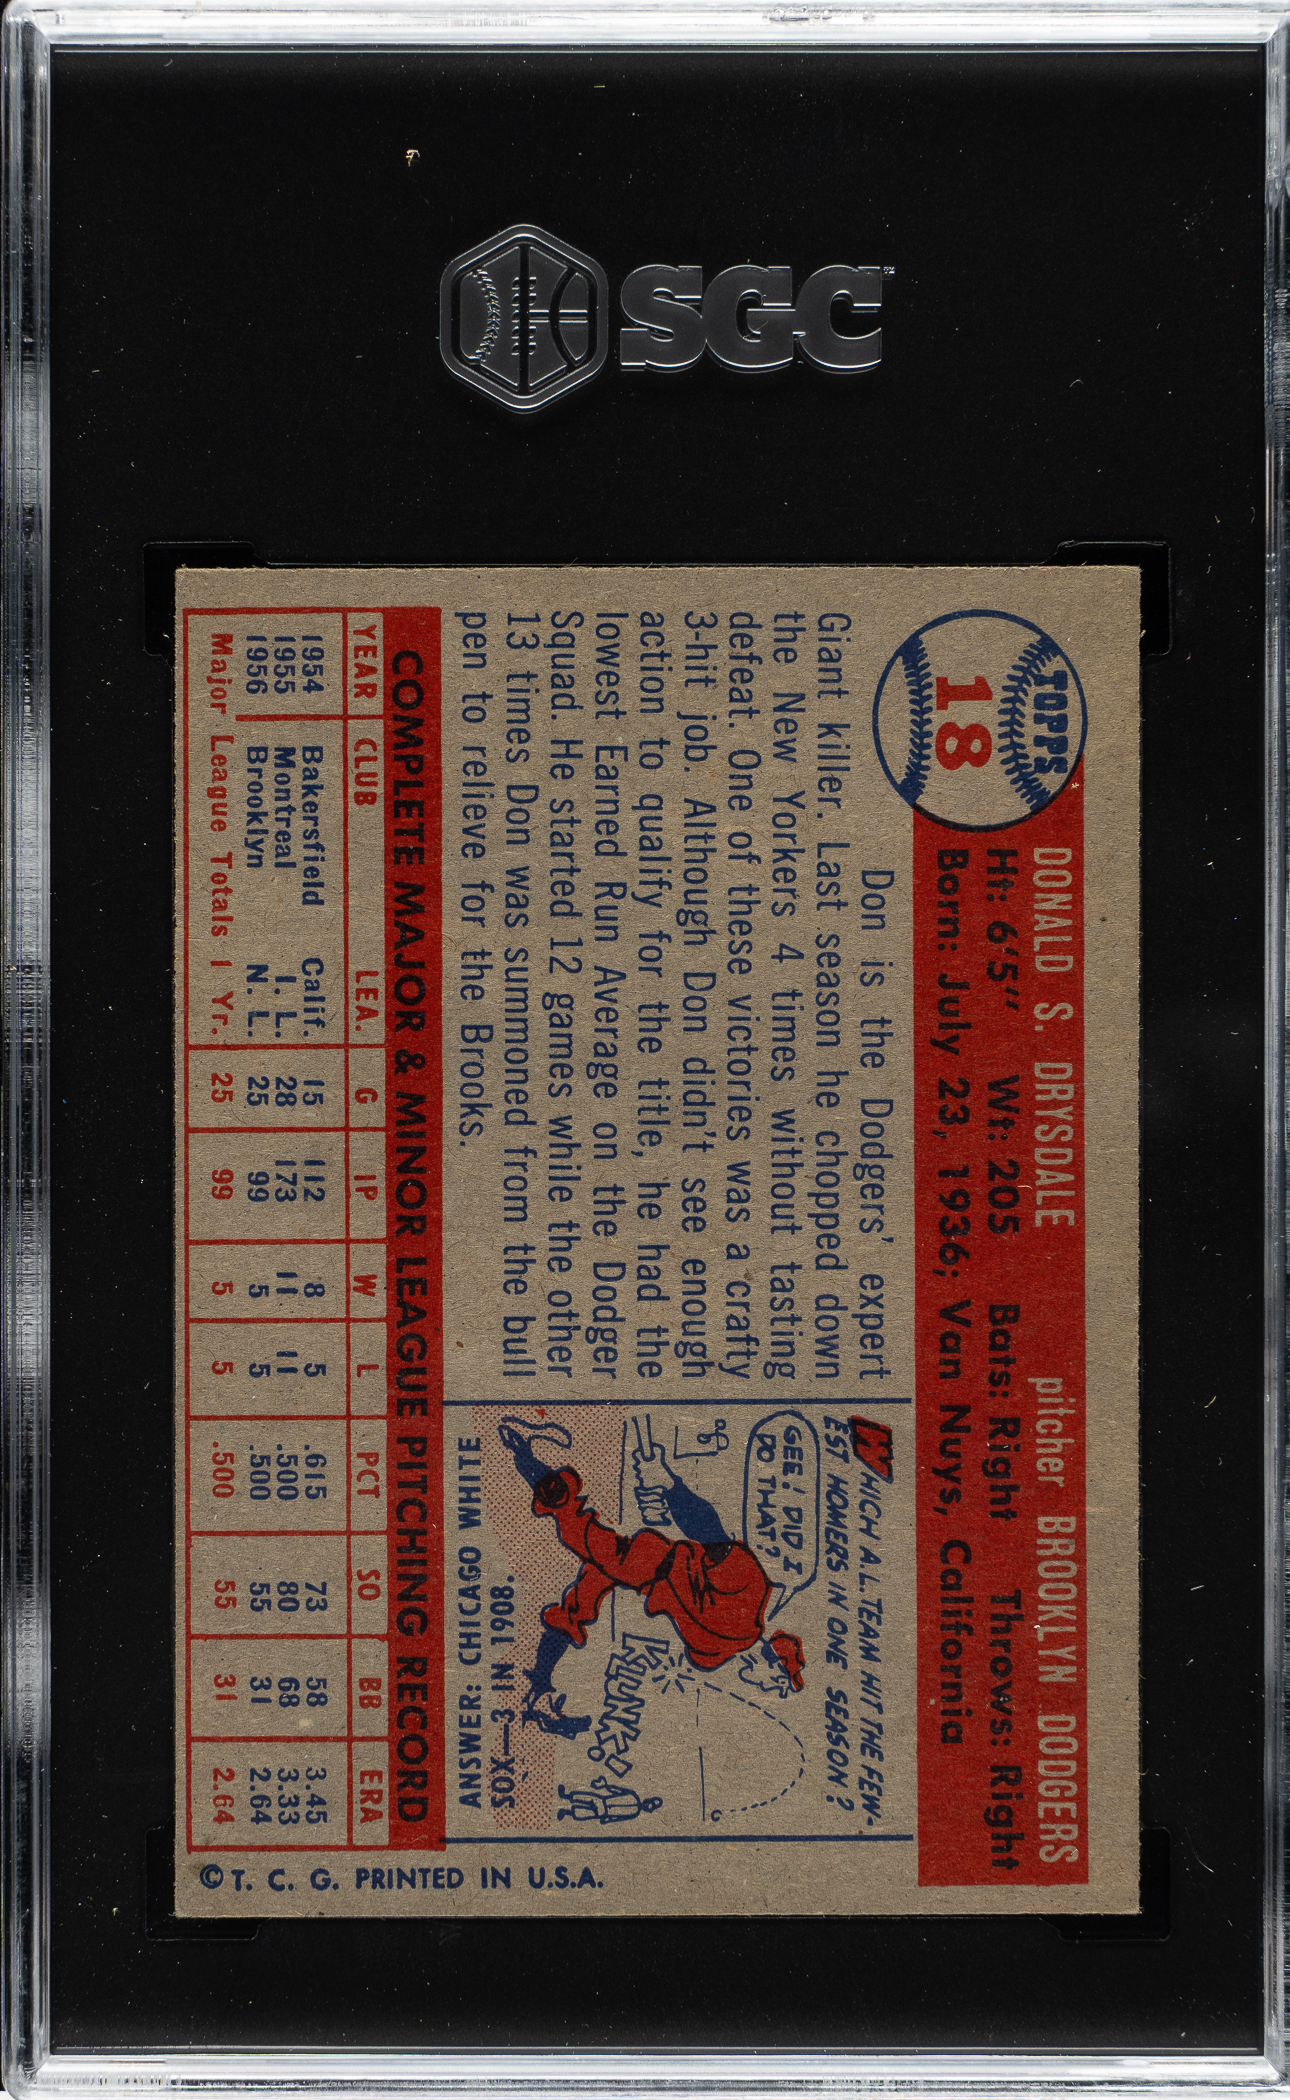 SGC
TOPPS
18
DONALD S. DRYSDALE pitcher BROOKLYN DODGERS
Ht: 6'5" Wt: 205 Bats: Right Throws: Right
Born: July 23, 1936; Van Nuys, California
Don is the Dodgers' expert
Giant killer. Last season he chopped down
the New Yorkers 4 times without tasting
defeat. One of these victories was a crafty
3-hit job. Although Don didn't see enough
action to qualify for the title, he had the
lowest Earned Run Average on the Dodger
Squad. He started 12 games while the other
13 times Don was summoned from the bull
pen to relieve for the Brooks.
WHICH A.L. TEAM HIT THE FEW-
EST HOMERS IN ONE SEASON?
GEE! DID I
DO THAT?
KLUNK!
ANSWER: CHICAGO WHITE
SOX—3 IN 1908.
COMPLETE MAJOR & MINOR LEAGUE PITCHING RECORD
YEAR CLUB LEA. G IP W L PCT SO BB ERA
1954 Bakersfield Calif. 15 112 8 5 .615 73 58 3.45
1955 Montreal I. L. 28 173 11 11 .500 80 68 3.33
1956 Brooklyn N. L. 25 99 5 5 .500 55 31 2.64
Major League Totals 1 Yr. 25 99 5 5 .500 55 31 2.64
© T. C. G. PRINTED IN U.S.A.